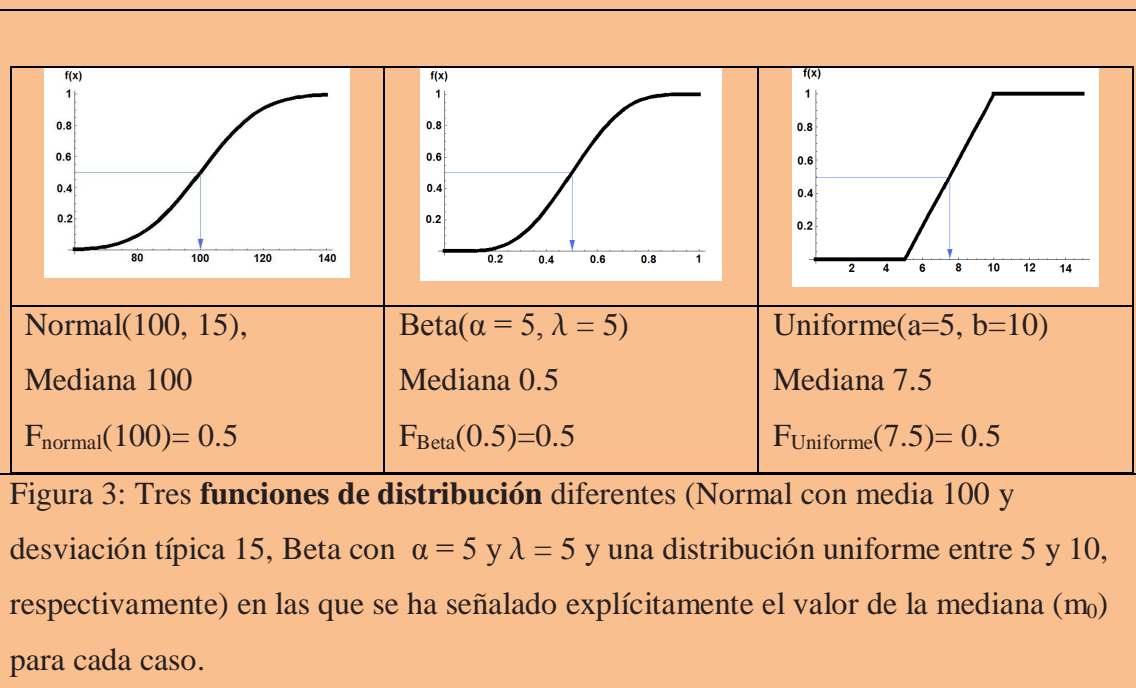 f(x) f(x) f(x)
1 1 1
0.8 0.8 0.8
0.6 0.6 0.6
0.4 0.4 0.4
0.2 0.2 0.2
80 100 120 140
0.2 0.4 0.6 0.8 1
2 4 6 8 10 12 14
Normal(100, 15),
Mediana 100
Fnormal(100)= 0.5
Beta(α = 5, λ = 5)
Mediana 0.5
FBeta(0.5)=0.5
Uniforme(a=5, b=10)
Mediana 7.5
FUniforme(7.5)= 0.5
Figura 3: Tres funciones de distribución diferentes (Normal con media 100 y
desviación típica 15, Beta con α = 5 y λ = 5 y una distribución uniforme entre 5 y 10,
respectivamente) en las que se ha señalado explícitamente el valor de la mediana (m0)
para cada caso.